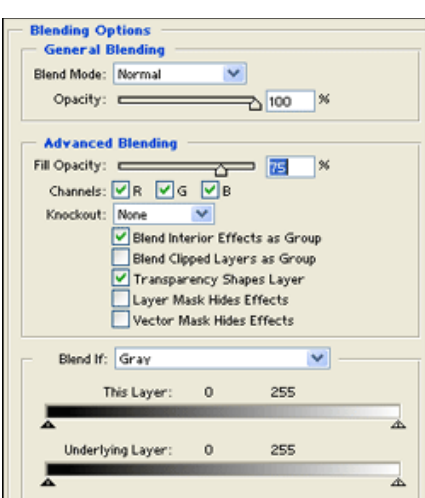 Blending Options
General Blending
Blend Mode: Normal
Opacity: 100 %
Advanced Blending
Fill Opacity: 75 %
Channels: R G B
Knockout: None
Blend Interior Effects as Group
Blend Clipped Layers as Group
Transparency Shapes Layer
Layer Mask Hides Effects
Vector Mask Hides Effects
Blend If: Gray
This Layer: 0 255
Underlying Layer: 0 255